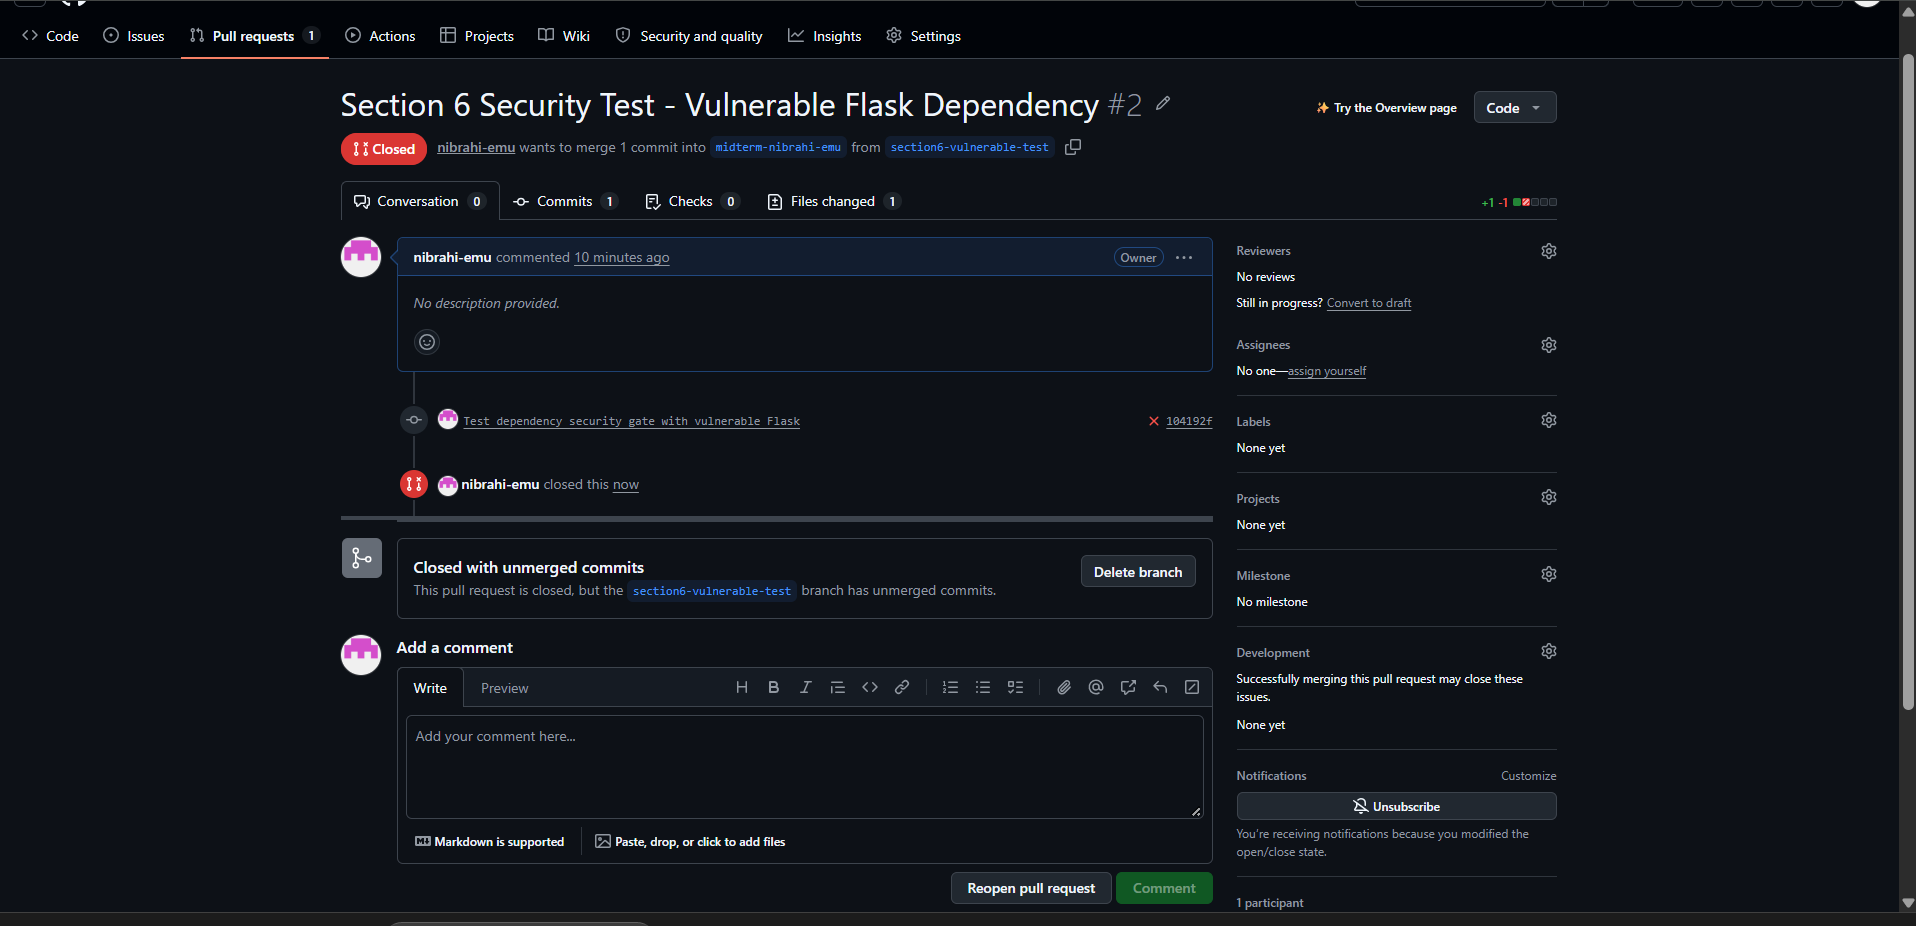 Code Issues Pull requests 1 Actions Projects Wiki Security and quality Insights Settings
Section 6 Security Test - Vulnerable Flask Dependency #2
Try the Overview page Code
Closed nibrahi-emu wants to merge 1 commit into midterm-nibrahi-emu from section6-vulnerable-test
Conversation 0 Commits 1 Checks 0 Files changed 1
+1 -1
nibrahi-emu commented 10 minutes ago Owner
No description provided.
Test dependency security gate with vulnerable Flask 104192f
nibrahi-emu closed this now
Closed with unmerged commits
This pull request is closed, but the section6-vulnerable-test branch has unmerged commits.
Delete branch
Add a comment
Write Preview
Add your comment here...
Markdown is supported Paste, drop, or click to add files
Reopen pull request Comment
Reviewers
No reviews
Still in progress? Convert to draft
Assignees
No one—assign yourself
Labels
None yet
Projects
None yet
Milestone
No milestone
Development
Successfully merging this pull request may close these
issues.
None yet
Notifications Customize
Unsubscribe
You're receiving notifications because you modified the
open/close state.
1 participant